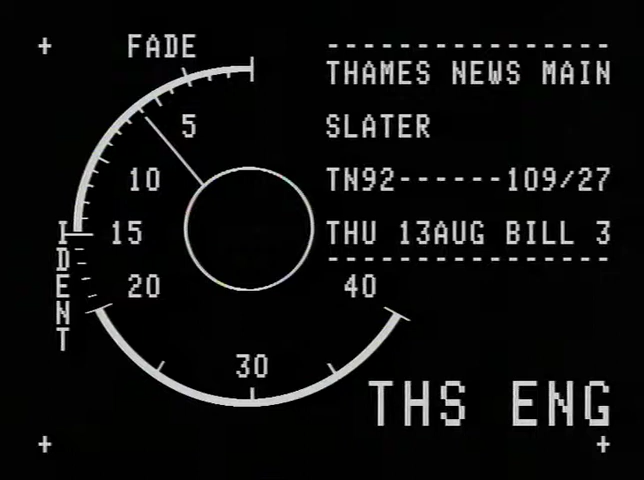 FADE
----------------
THAMES NEWS MAIN
SLATER
TN92------109/27
THU 13AUG BILL 3
----------------
5
10
15
20
30
40
IDENT
THS ENG